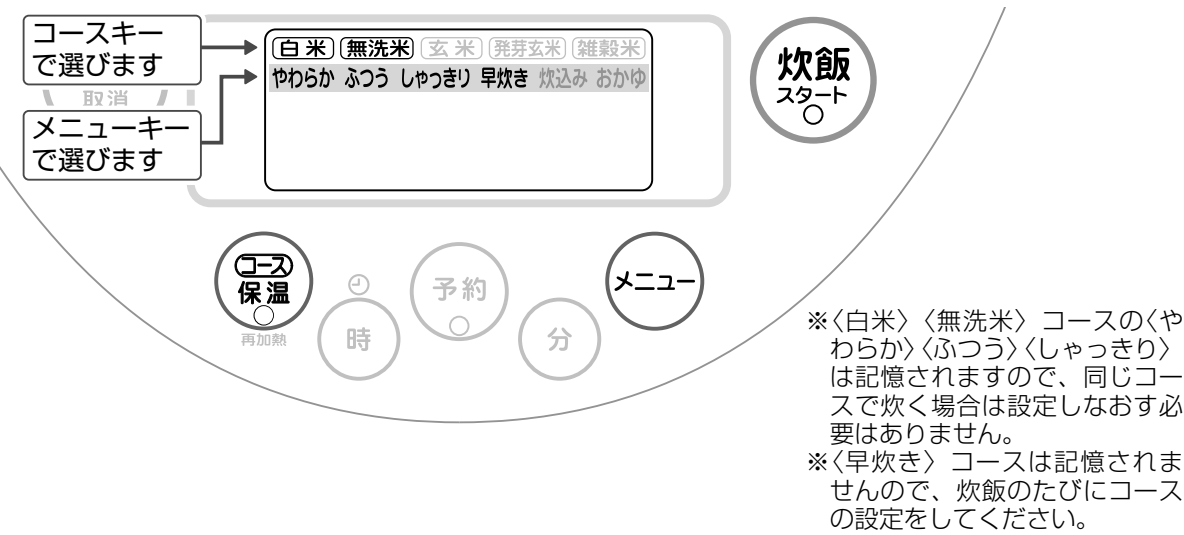 コースキー
で選びます
白米 無洗米 玄米 発芽玄米 雑穀米
やわらか ふつう しゃっきり 早炊き 炊込み おかゆ
取消
メニューキー
で選びます
炊飯
スタート
コース
保温
再加熱
時
予約
分
メニュー
※〈白米〉〈無洗米〉コースの〈や
わらか〉〈ふつう〉〈しゃっきり〉
は記憶されますので、同じコー
スで炊く場合は設定しなおす必
要はありません。
※〈早炊き〉コースは記憶されま
せんので、炊飯のたびにコース
の設定をしてください。